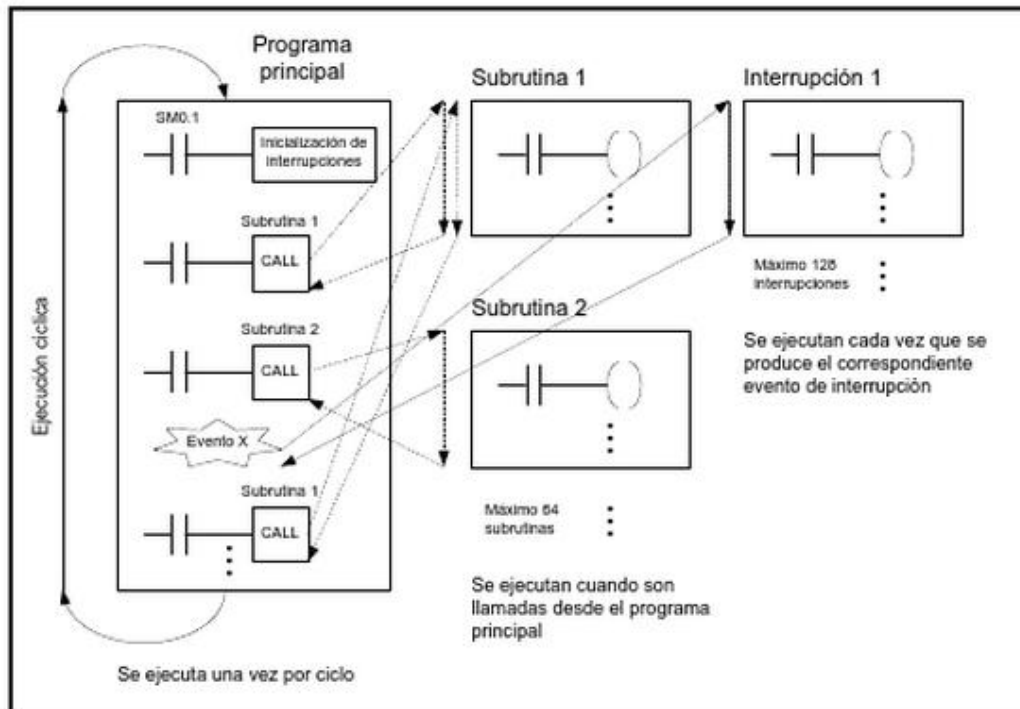 Programa
principal
SM0.1
Inicialización de
interrupciones
Subrutina 1
CALL
Subrutina 2
CALL
Evento X
Subrutina 1
CALL
Ejecución cíclica
Se ejecuta una vez por ciclo
Subrutina 1
Subrutina 2
Máximo 64
subrutinas
Se ejecutan cuando son
llamadas desde el programa
principal
Interrupción 1
Máximo 128
interrupciones
Se ejecutan cada vez que se
produce el correspondiente
evento de interrupción